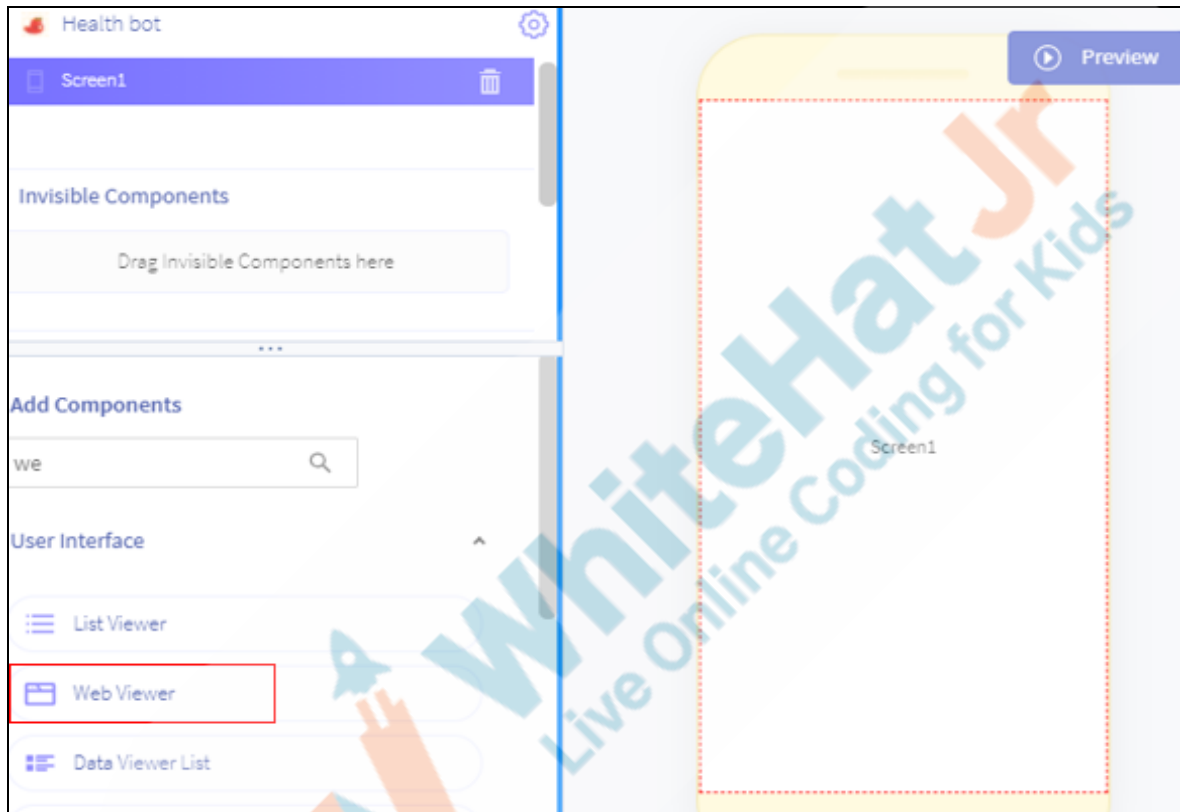 Health bot
Screen1
Invisible Components
Drag Invisible Components here
Add Components
we
User Interface
List Viewer
Web Viewer
Data Viewer List
Preview
Screen1
WhiteHat Jr
Live Online Coding for Kids